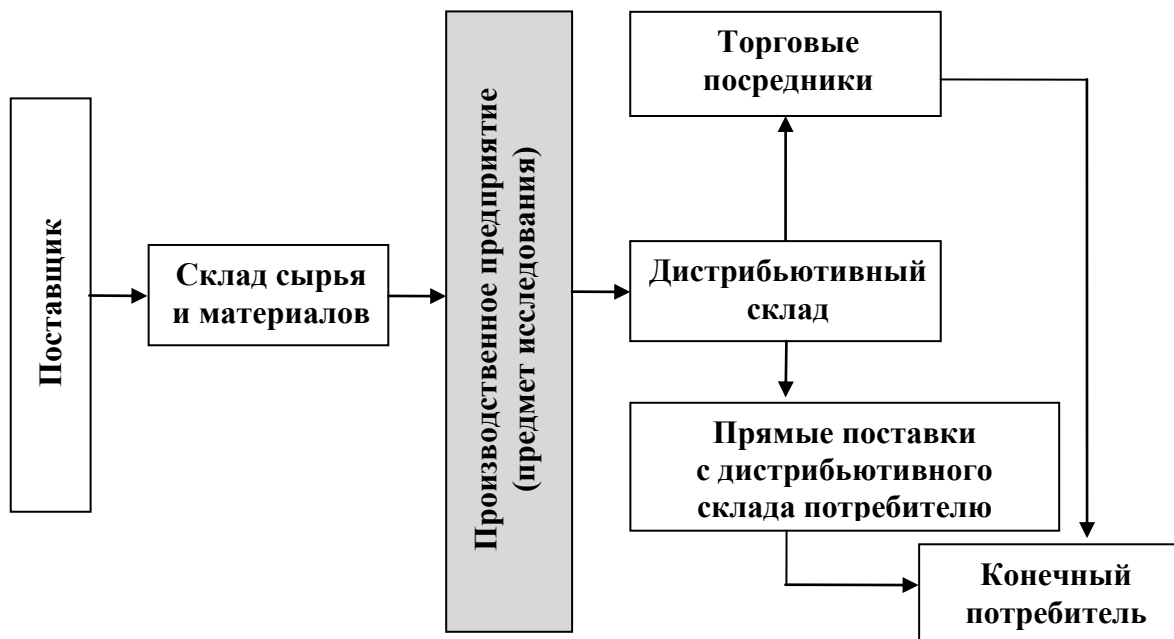 Поставщик
Склад сырья
и материалов
Производственное предприятие
(предмет исследования)
Торговые
посредники
Дистрибьютивный
склад
Прямые поставки
с дистрибьютивного
склада потребителю
Конечный
потребитель